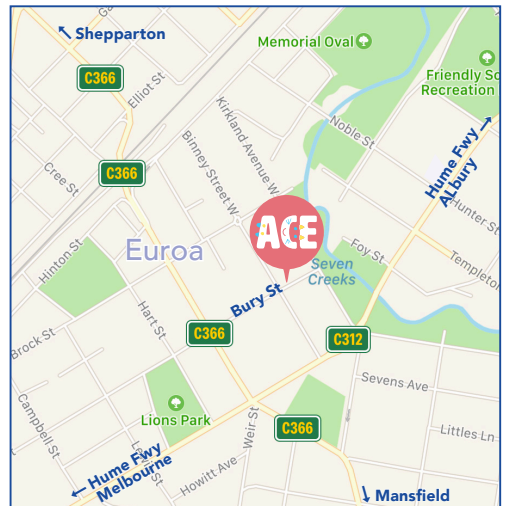 Shepparton
Memorial Oval
C366
Elliot St
Friendly So
Recreation
Kirkland Avenue W
Noble St
Binney Street W
Hume Fwy
ALbury
C366
Cree St
Hunter St
ACE
Euroa
Foy St
Templeton
Seven
Creeks
Hinton St
Bury St
Hart St
C366
C312
Brock St
Sevens Ave
Campbell St
Lions Park
Weir St
C366
Littles Ln
Hume Fwy
Melbourne
Howitt Ave
Mansfield